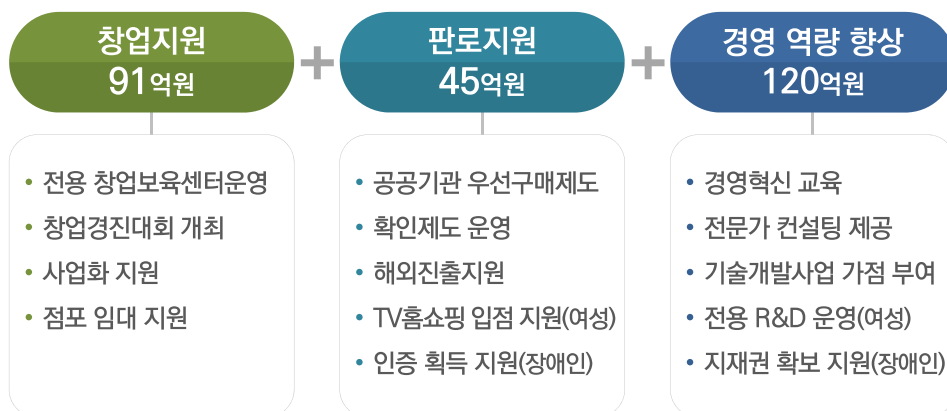 창업지원
91억원
+
판로지원
45억원
+
경영 역량 향상
120억원
• 전용 창업보육센터운영
• 창업경진대회 개최
• 사업화 지원
• 점포 임대 지원
• 공공기관 우선구매제도
• 확인제도 운영
• 해외진출지원
• TV홈쇼핑 입점 지원(여성)
• 인증 획득 지원(장애인)
• 경영혁신 교육
• 전문가 컨설팅 제공
• 기술개발사업 가점 부여
• 전용 R&D 운영(여성)
• 지재권 확보 지원(장애인)